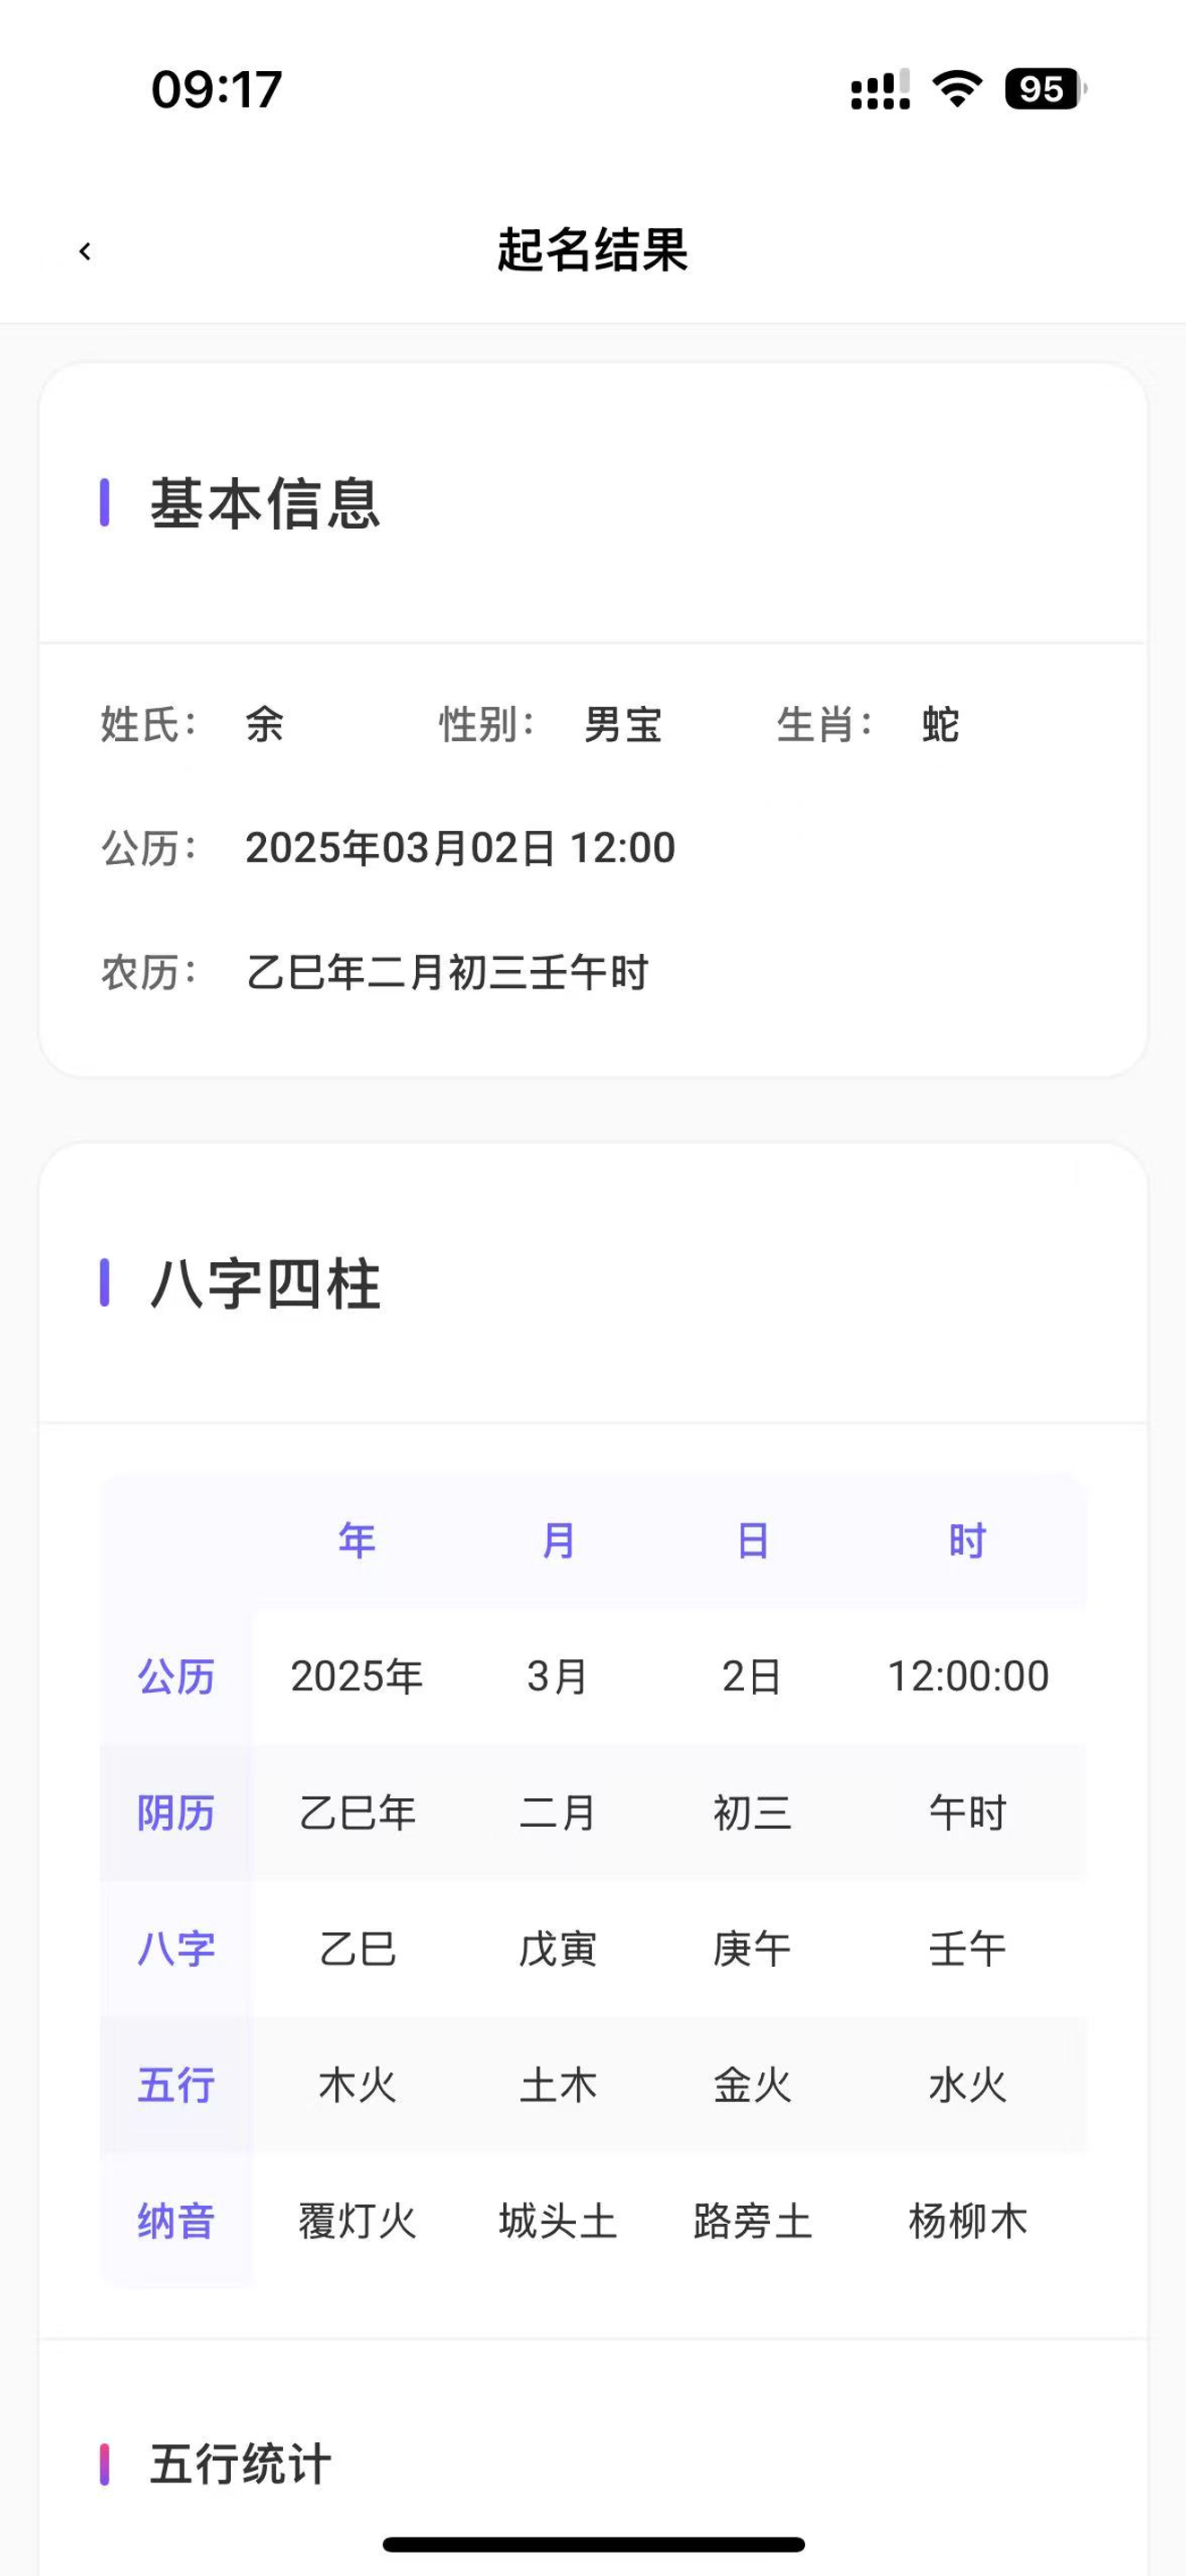 09:17
95
起名结果
基本信息
姓氏： 余 性别： 男宝 生肖： 蛇
公历： 2025年03月02日 12:00
农历： 乙巳年二月初三壬午时
八字四柱
年 月 日 时
公历 2025年 3月 2日 12:00:00
阴历 乙巳年 二月 初三 午时
八字 乙巳 戊寅 庚午 壬午
五行 木火 土木 金火 水火
纳音 覆灯火 城头土 路旁土 杨柳木
五行统计